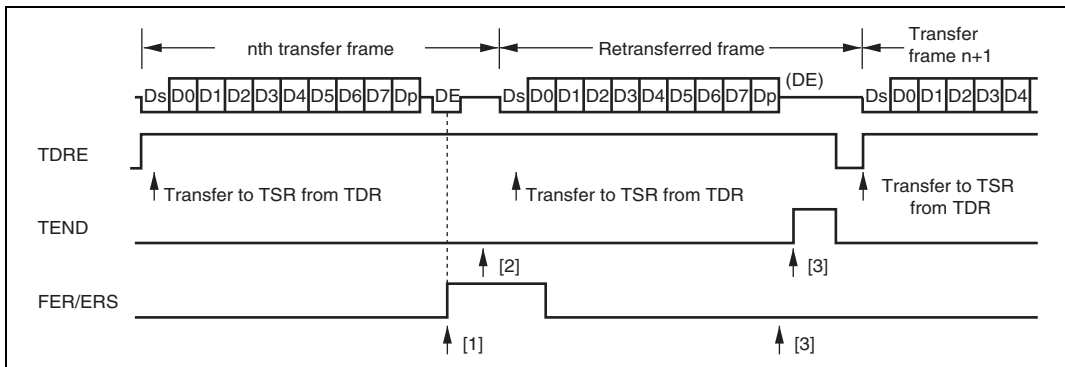 nth transfer frame
Retransferred frame
Transfer
frame n+1
(DE)
Ds D0 D1 D2 D3 D4 D5 D6 D7 Dp DE Ds D0 D1 D2 D3 D4 D5 D6 D7 Dp Ds D0 D1 D2 D3 D4
TDRE
Transfer to TSR from TDR
Transfer to TSR from TDR
Transfer to TSR
from TDR
TEND
[2]
[3]
FER/ERS
[1]
[3]